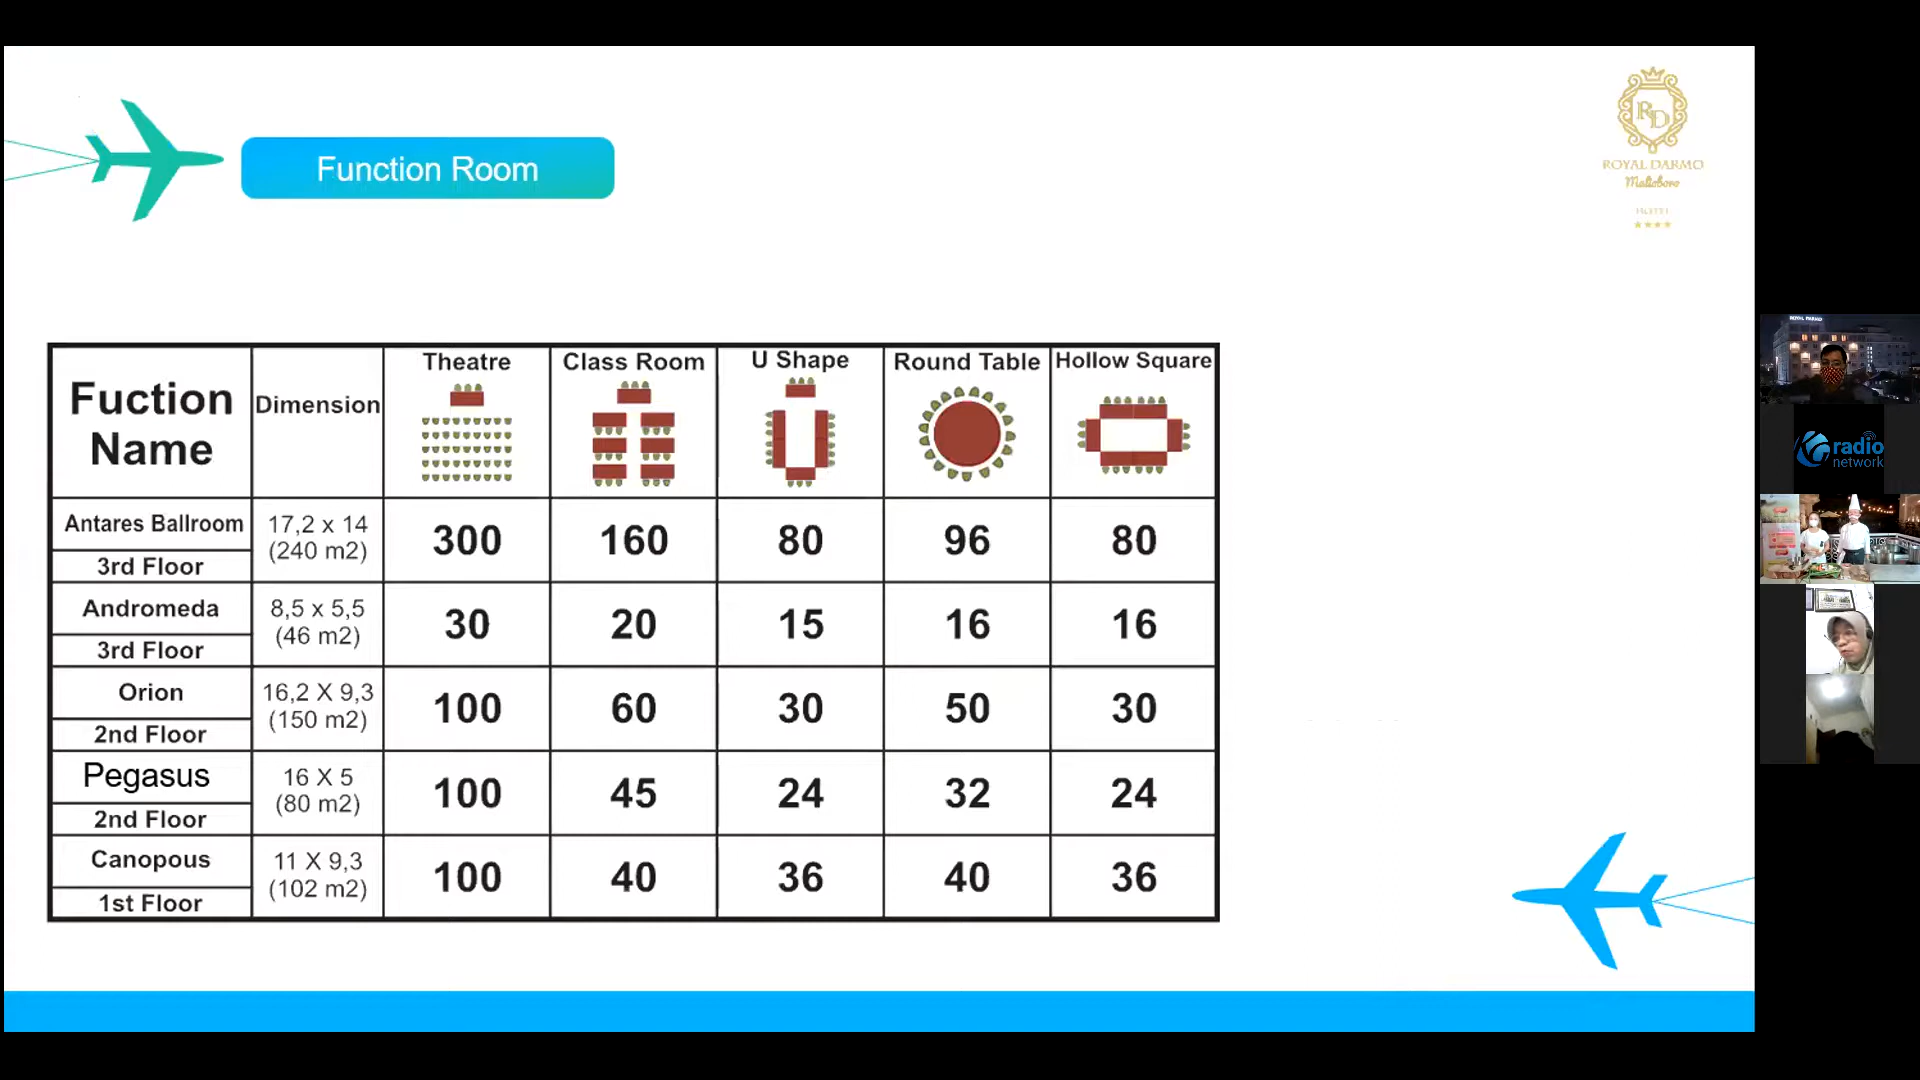 Function Room
RD
ROYAL DARMO
Malioboro
HOTEL
Fuction
Name
Dimension
Theatre
Class Room
U Shape
Round Table
Hollow Square
Antares Ballroom
3rd Floor
17,2 x 14
(240 m2)
300
160
80
96
80
Andromeda
3rd Floor
8,5 x 5,5
(46 m2)
30
20
15
16
16
Orion
2nd Floor
16,2 X 9,3
(150 m2)
100
60
30
50
30
Pegasus
2nd Floor
16 X 5
(80 m2)
100
45
24
32
24
Canopous
1st Floor
11 X 9,3
(102 m2)
100
40
36
40
36
ROYAL DARMO
radio
network